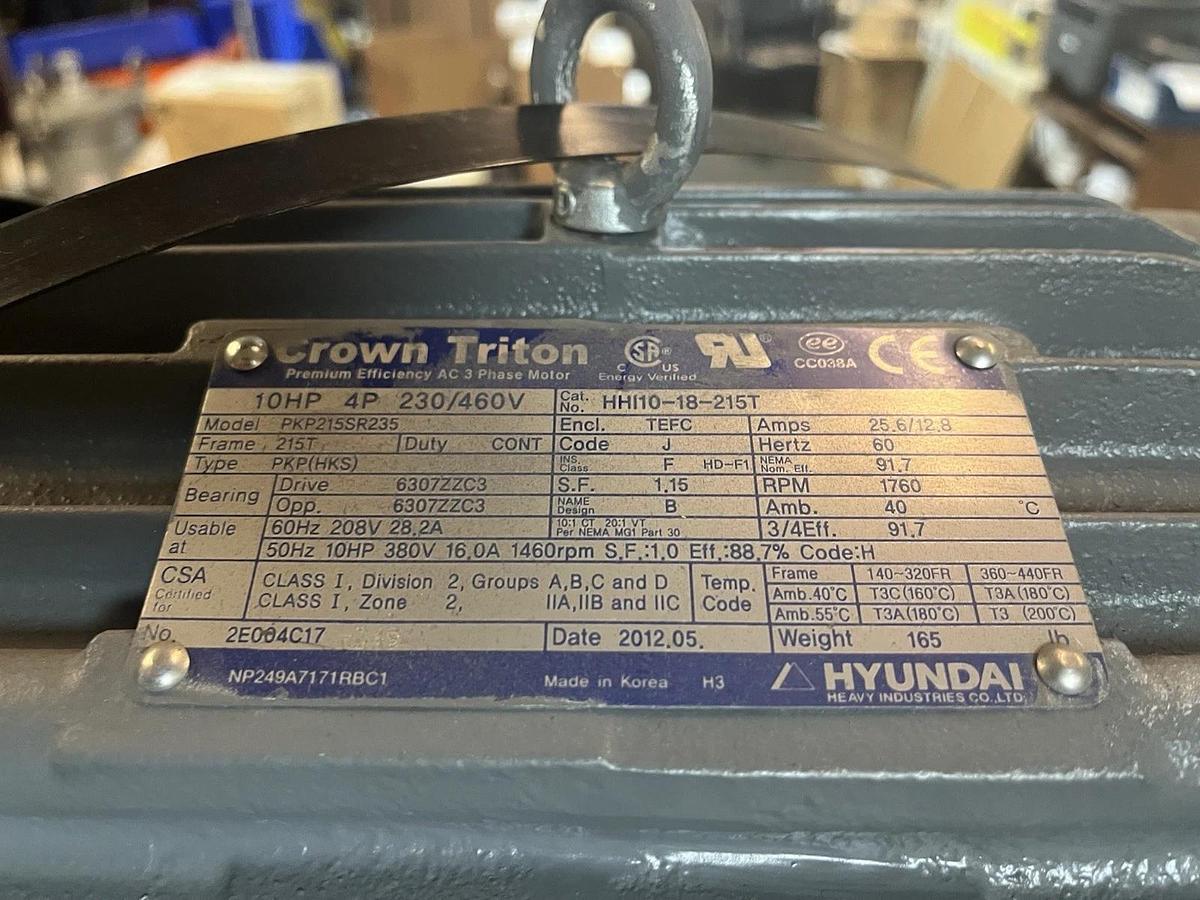 Crown Triton
Premium Efficiency AC 3 Phase Motor
SA® C US Energy Verified
RU®
ee CC038A
CE
10HP 4P 230/460V Cat. No. HHI10-18-215T
Model PKP215SR235 Encl. TEFC Amps 25.6/12.8
Frame 215T Duty CONT Code J Hertz 60
Type PKP(HKS) INS. Class F HD-F1 NEMA Nom. Eff. 91.7
Bearing Drive 6307ZZC3 S.F. 1.15 RPM 1760
Opp. 6307ZZC3 NAME Design B Amb. 40 °C
Usable at 60Hz 208V 28.2A 10:1 CT 20:1 VT Per NEMA MG1 Part 30 3/4Eff. 91.7
50Hz 10HP 380V 16.0A 1460rpm S.F.:1.0 Eff.:88.7% Code:H
CSA Certified for CLASS I, Division 2, Groups A,B,C and D
CLASS I, Zone 2, IIA,IIB and IIC
Temp. Code Frame 140~320FR 360~440FR
Amb.40°C T3C(160°C) T3A(180°C)
Amb.55°C T3A(180°C) T3 (200°C)
No. 2E004C17 Date 2012.05. Weight 165 lb
NP249A7171RBC1 Made in Korea H3 HYUNDAI
HEAVY INDUSTRIES CO.,LTD.